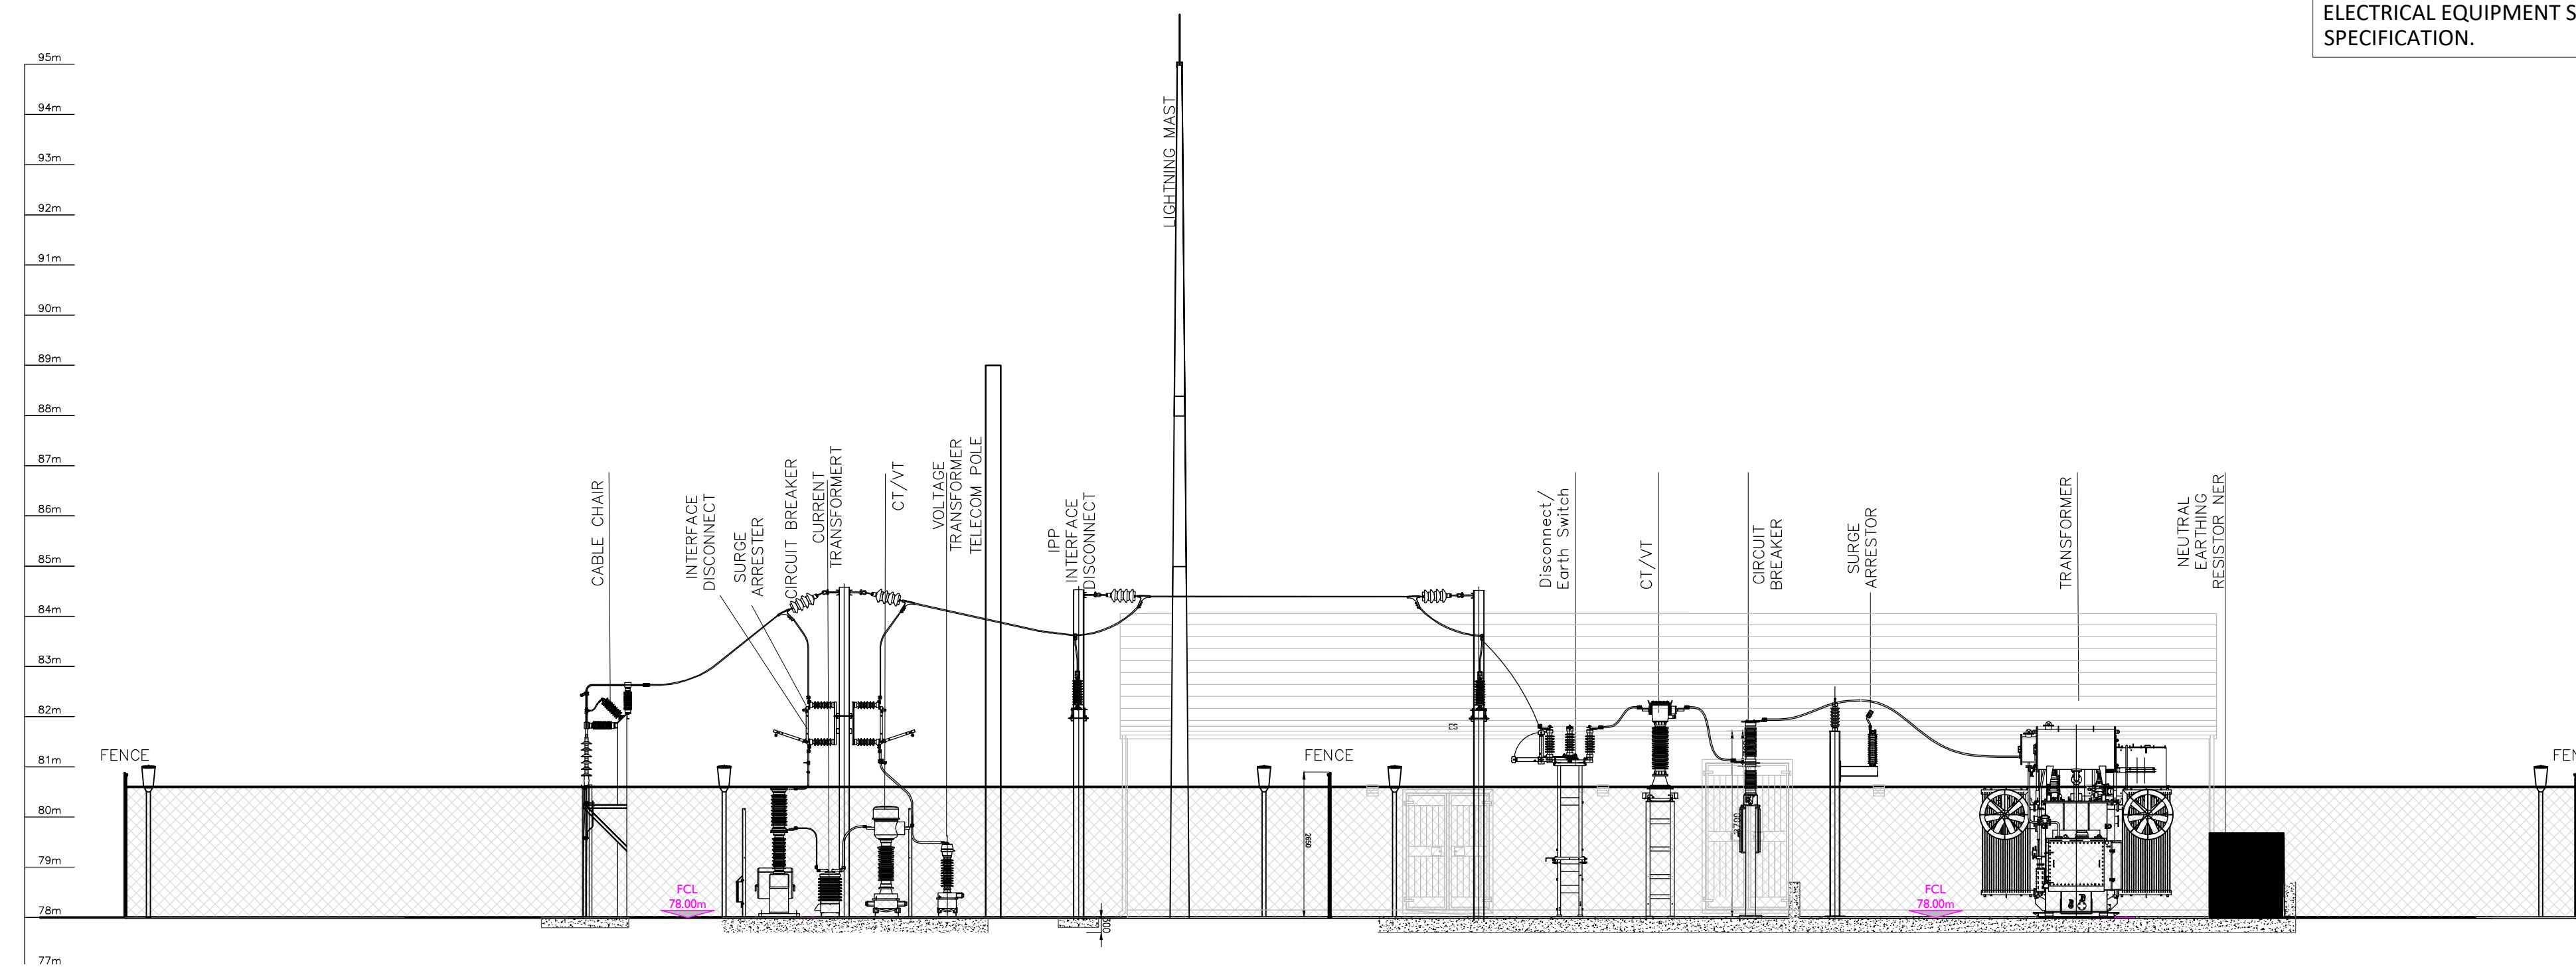 ELECTRICAL EQUIPMENT S
SPECIFICATION.
95m
94m
93m
92m
91m
90m
89m
88m
87m
86m
85m
84m
83m
82m
81m
80m
79m
78m
77m
FENCE
CABLE CHAIR
INTERFACE
DISCONNECT
SURGE
ARRESTER
CIRCUIT BREAKER
CURRENT
TRANSFORMERT
CT/VT
VOLTAGE
TRANSFORMER
TELECOM POLE
IPP
INTERFACE
DISCONNECT
LIGHTNING MAST
FENCE
2650
ES
Disconnect/
Earth Switch
CT/VT
CIRCUIT
BREAKER
2700
SURGE
ARRESTOR
TRANSFORMER
NEUTRAL
EARTHING
RESISTOR NER
FEN
FCL
78.00m
FCL
78.00m